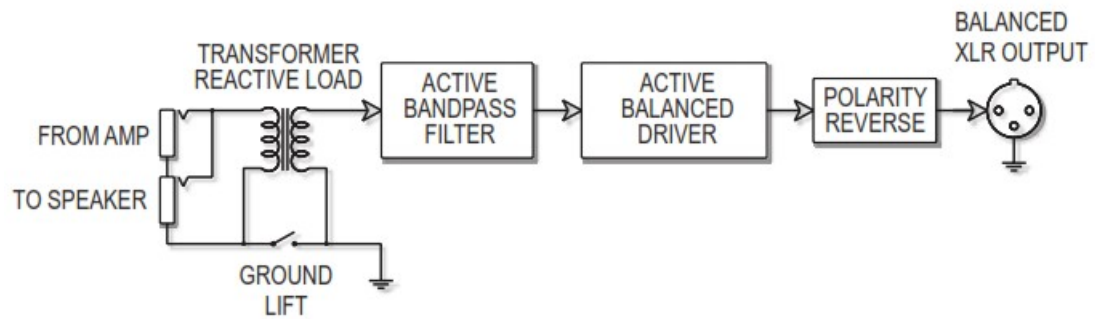 BALANCED
XLR OUTPUT
TRANSFORMER
REACTIVE LOAD
ACTIVE
BANDPASS
FILTER
ACTIVE
BALANCED
DRIVER
POLARITY
REVERSE
FROM AMP
TO SPEAKER
GROUND
LIFT